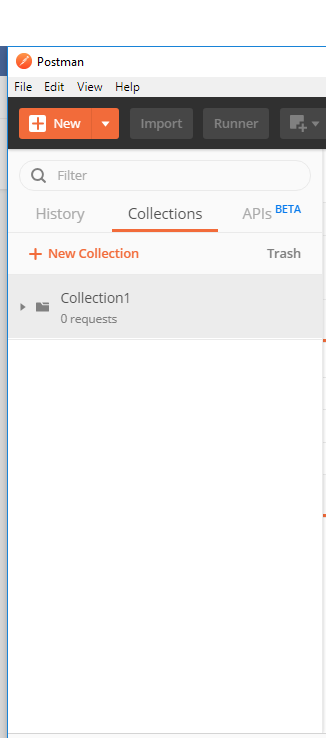 Postman
File Edit View Help
New Import Runner
Filter
History Collections APIs BETA
+ New Collection Trash
Collection1
0 requests